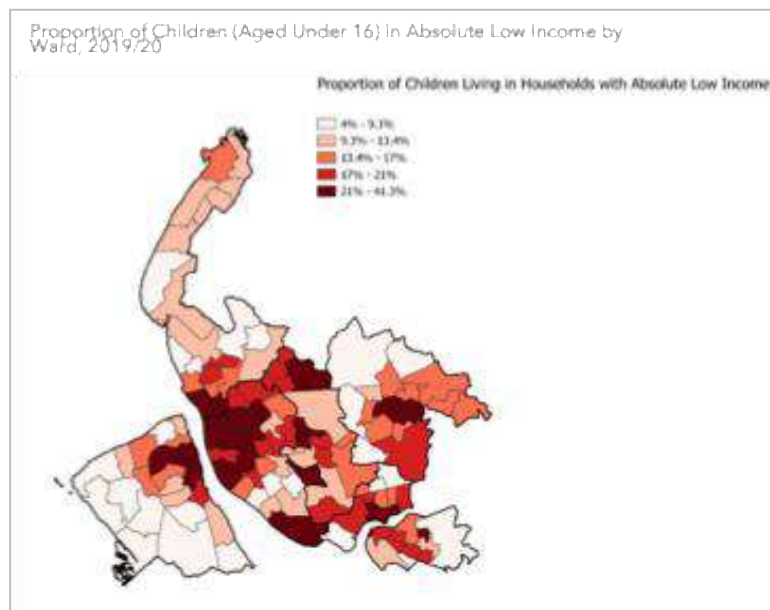 Proportion of Children (Aged Under 16) in Absolute Low Income by
Ward, 2019/20
Proportion of Children Living in Households with Absolute Low Income
4% - 9.3%
9.3% - 13.4%
13.4% - 17%
17% - 21%
21% - 41.3%